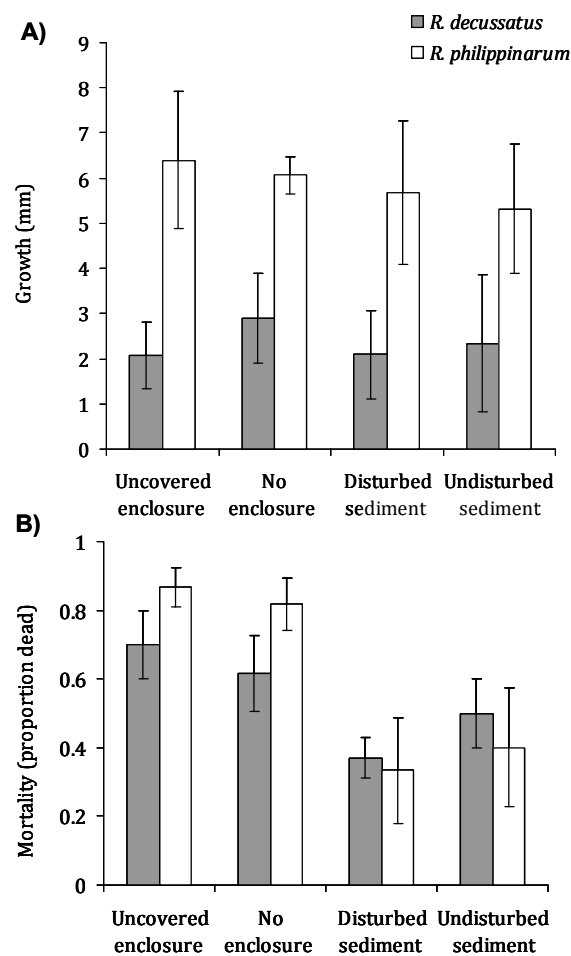 A)
R. decussatus
R. philippinarum
9
8
7
6
5
4
3
2
1
0
Growth (mm)
Uncovered enclosure
No enclosure
Disturbed sediment
Undisturbed sediment
B)
1
0.8
0.6
0.4
0.2
0
Mortality (proportion dead)
Uncovered enclosure
No enclosure
Disturbed sediment
Undisturbed sediment